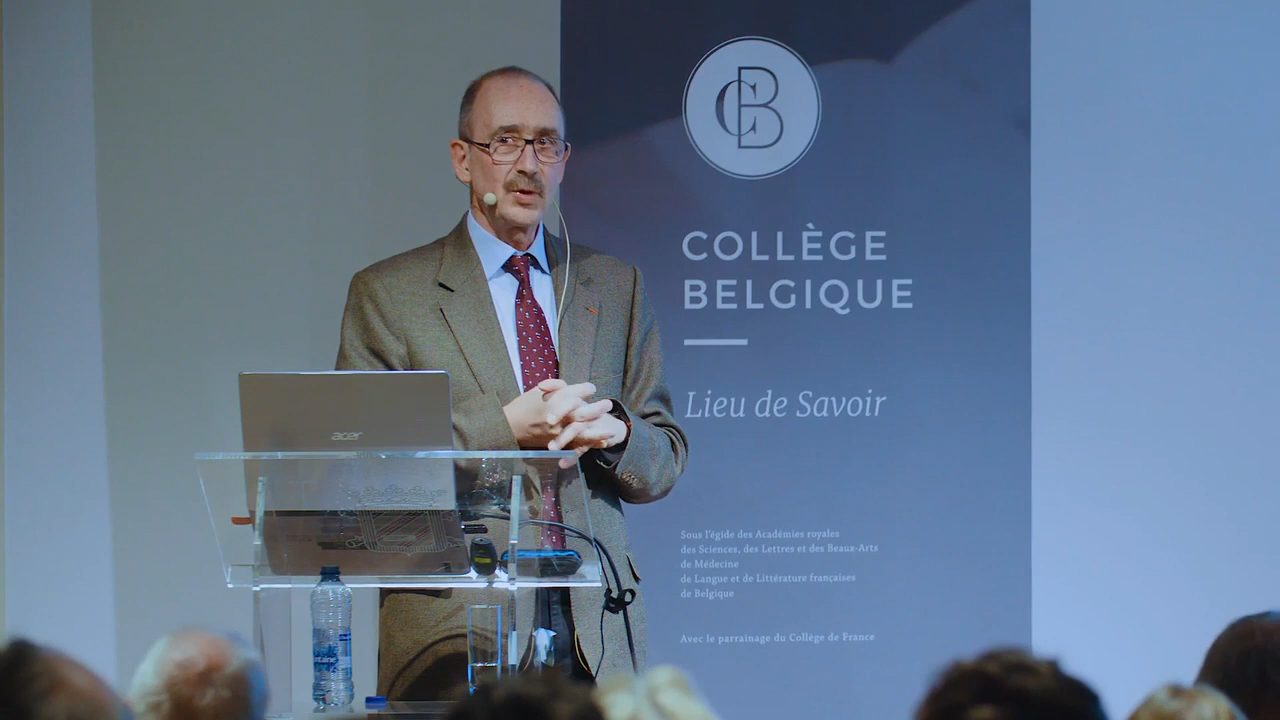 CB
COLLÈGE
BELGIQUE
Lieu de Savoir
Sous l'égide des Académies royales
des Sciences, des Lettres et des Beaux-Arts
de Médecine
de Langue et de Littérature françaises
de Belgique
Avec le parrainage du Collège de France
acer